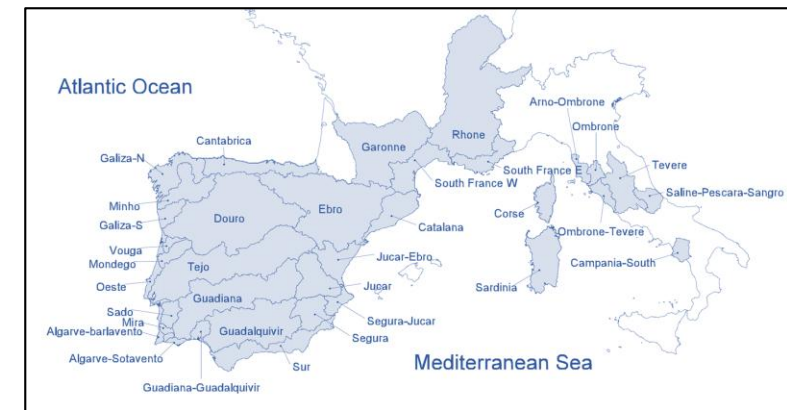 Atlantic Ocean
Arno-Ombrone
Ombrone
Cantabrica
Galiza-N
Garonne
Rhone
Tevere
South France E
South France W
Saline-Pescara-Sangro
Minho
Galiza-S
Douro
Ebro
Catalana
Corse
Ombrone-Tevere
Vouga
Mondego
Tejo
Jucar-Ebro
Campania-South
Oeste
Guadiana
Jucar
Sardinia
Sado
Mira
Algarve-barlavento
Guadalquivir
Segura-Jucar
Segura
Algarve-Sotavento
Sur
Mediterranean Sea
Guadiana-Guadalquivir